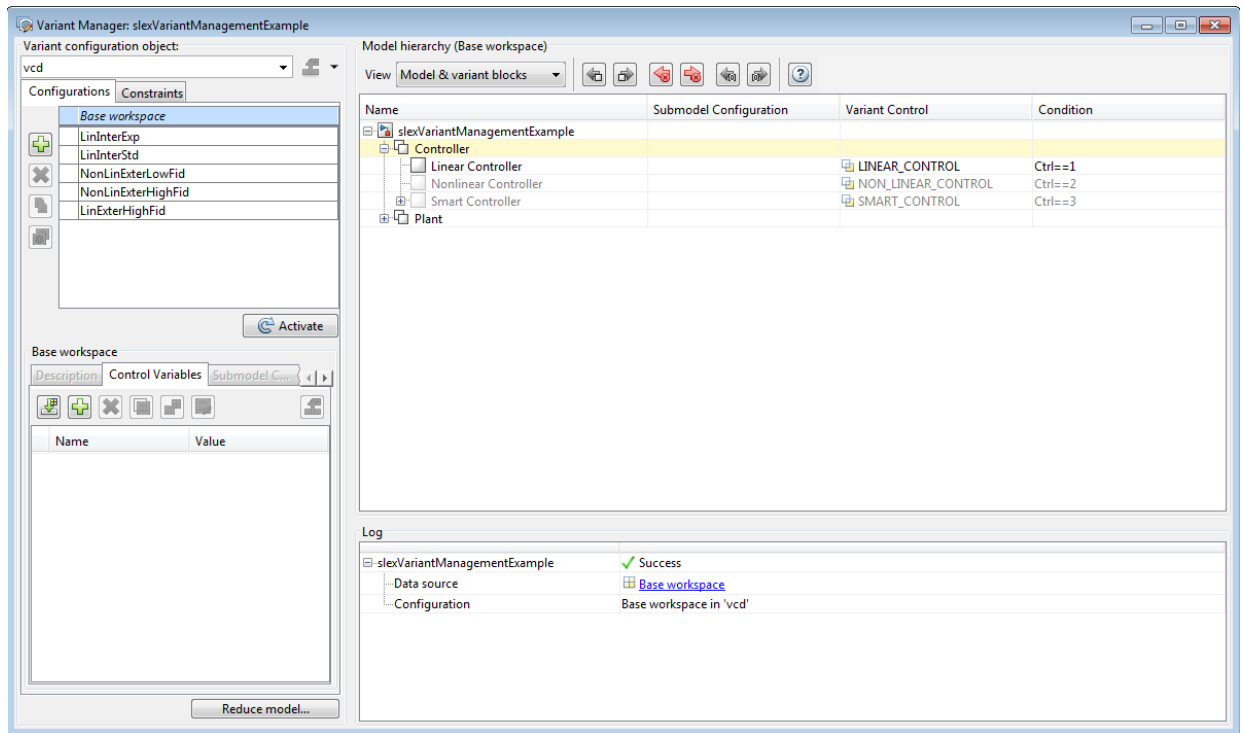 Variant Manager: slexVariantManagementExample
Variant configuration object:
vcd
Configurations Constraints
Base workspace
LinInterExp
LinInterStd
NonLinExterLowFid
NonLinExterHighFid
LinExterHighFid
Activate
Base workspace
Description Control Variables Submodel C...
Name Value
Reduce model...
Model hierarchy (Base workspace)
View Model & variant blocks
Name Submodel Configuration Variant Control Condition
slexVariantManagementExample
Controller
Linear Controller LINEAR_CONTROL Ctrl==1
Nonlinear Controller NON_LINEAR_CONTROL Ctrl==2
Smart Controller SMART_CONTROL Ctrl==3
Plant
Log
slexVariantManagementExample Success
Data source Base workspace
Configuration Base workspace in 'vcd'